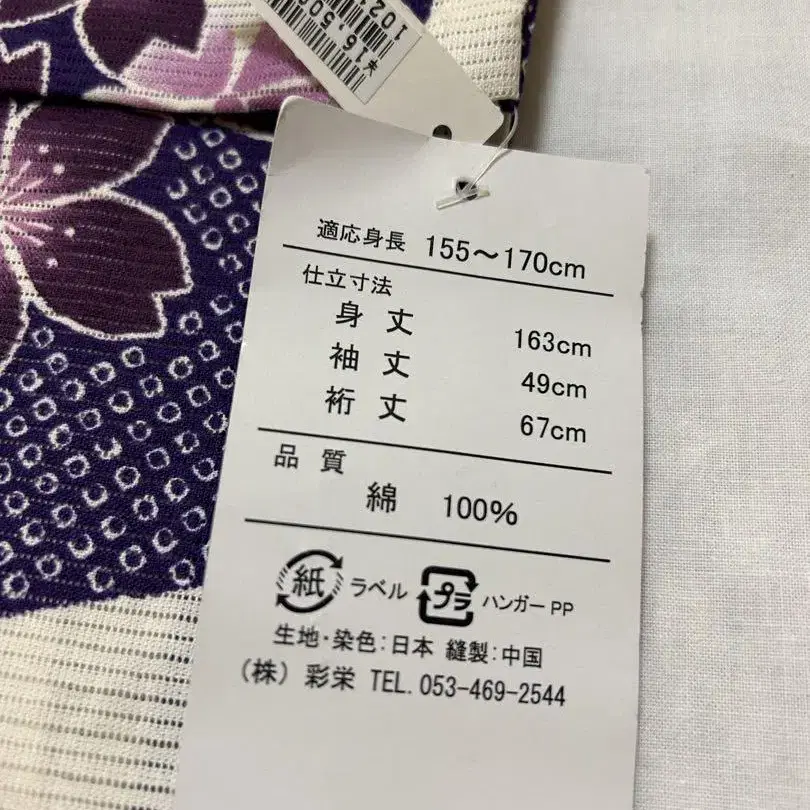 適応身長 155～170cm
仕立寸法
身丈 163cm
袖丈 49cm
裄丈 67cm
品質
綿 100%
紙 ラベル プラ ハンガーPP
生地・染色：日本 縫製：中国
（株）彩栄 TEL.053-469-2544